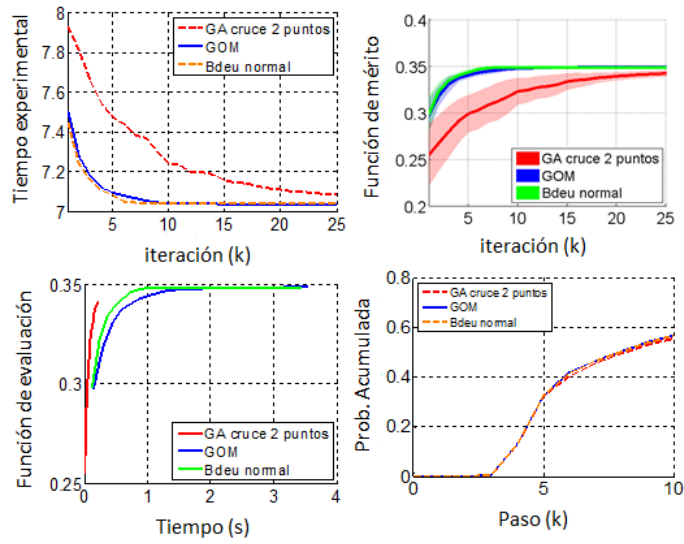 Tiempo experimental
8
7.8
7.6
7.4
7.2
7
5
10
15
20
25
iteración (k)
GA cruce 2 puntos
GOM
Bdeu normal
Función de mérito
0.4
0.35
0.3
0.25
0.2
5
10
15
20
25
iteración (k)
GA cruce 2 puntos
GOM
Bdeu normal
Función de evaluación
0.35
0.3
0.25
0
1
2
3
4
Tiempo (s)
GA cruce 2 puntos
GOM
Bdeu normal
Prob. Acumulada
0.8
0.6
0.4
0.2
0
0
5
10
Paso (k)
GA cruce 2 puntos
GOM
Bdeu normal